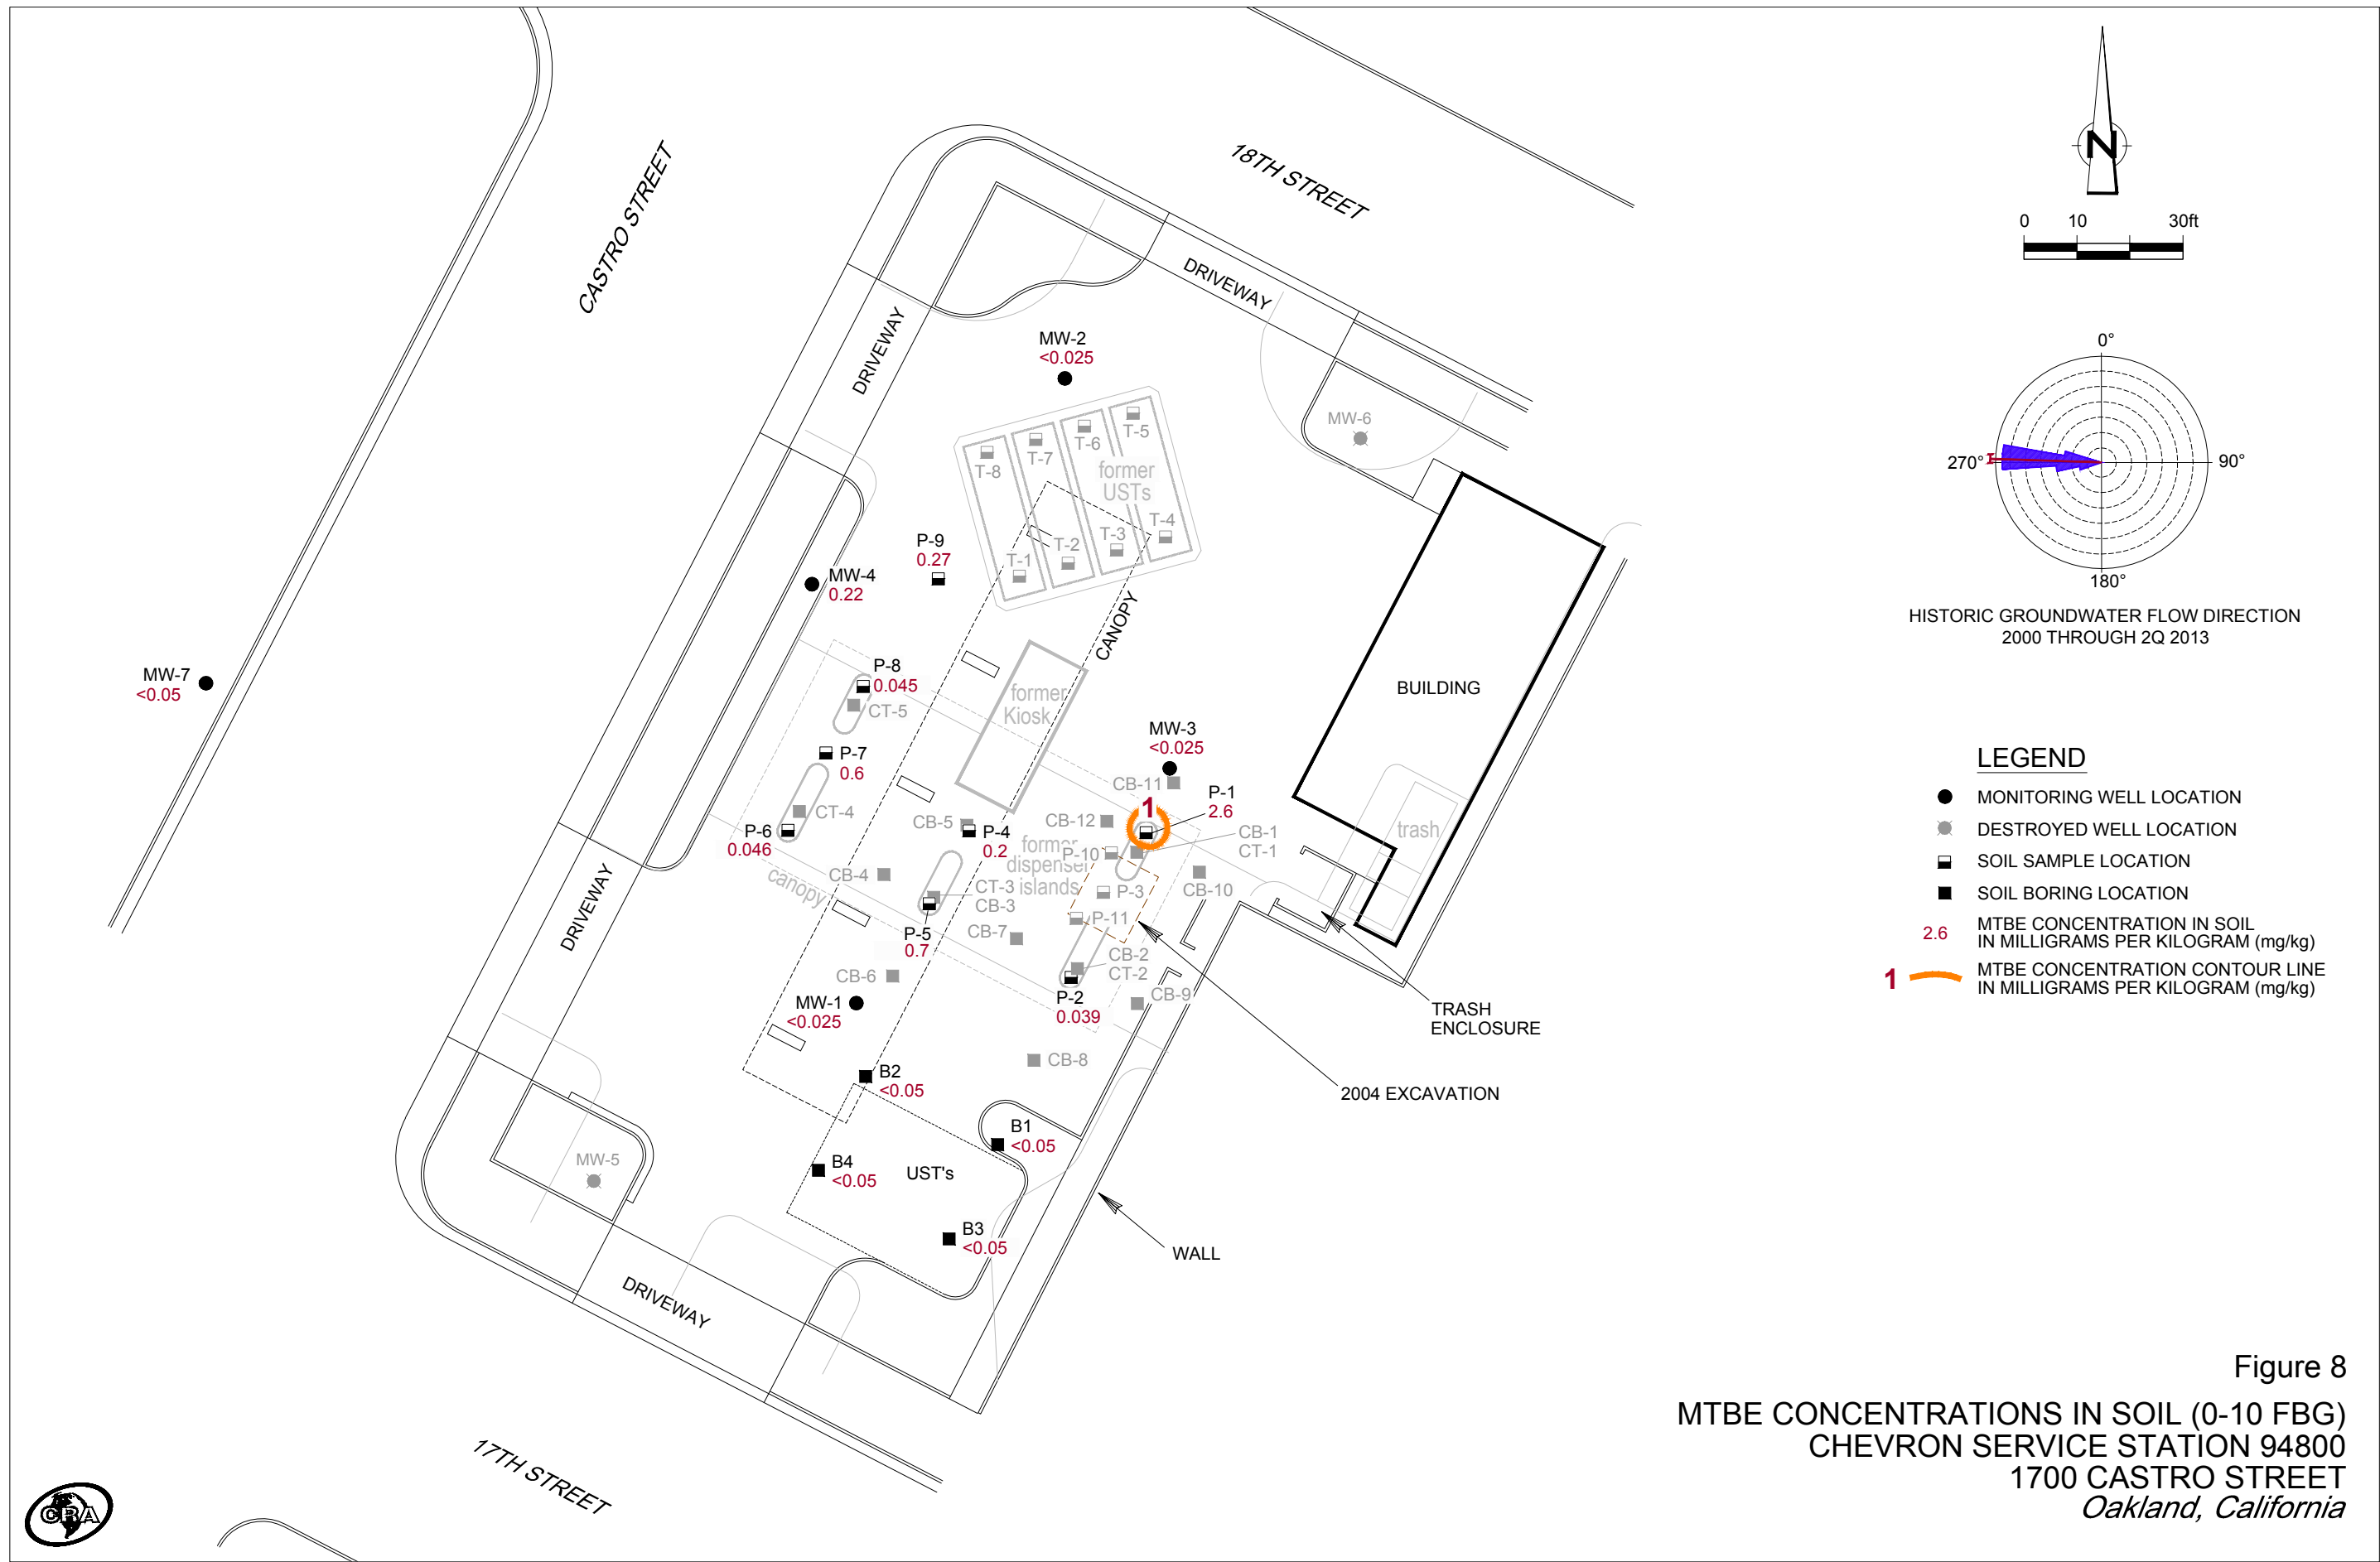 18TH STREET
CASTRO STREET
DRIVEWAY
DRIVEWAY
MW-2
<0.025
MW-6
T-5
T-6
T-7
T-8
former
USTs
T-4
T-3
T-2
T-1
P-9
0.27
MW-4
0.22
CANOPY
MW-7
<0.05
P-8
0.045
CT-5
former
Kiosk
BUILDING
MW-3
<0.025
P-7
0.6
CB-11
P-1
2.6
1
CT-4
P-6
0.046
CB-5
P-4
0.2
CB-12
CB-1
CT-1
trash
former
dispenser
islands
P-10
canopy
CB-4
CT-3
CB-3
P-3
CB-10
P-11
P-5
0.7
CB-7
CB-2
CT-2
CB-6
MW-1
<0.025
P-2
0.039
CB-9
DRIVEWAY
TRASH
ENCLOSURE
CB-8
B2
<0.05
2004 EXCAVATION
B1
<0.05
MW-5
B4
<0.05
UST's
B3
<0.05
WALL
DRIVEWAY
17TH STREET
CRA
N
0 10 30ft
0°
270°
90°
180°
HISTORIC GROUNDWATER FLOW DIRECTION
2000 THROUGH 2Q 2013
LEGEND
MONITORING WELL LOCATION
DESTROYED WELL LOCATION
SOIL SAMPLE LOCATION
SOIL BORING LOCATION
2.6 MTBE CONCENTRATION IN SOIL
IN MILLIGRAMS PER KILOGRAM (mg/kg)
1 MTBE CONCENTRATION CONTOUR LINE
IN MILLIGRAMS PER KILOGRAM (mg/kg)
Figure 8
MTBE CONCENTRATIONS IN SOIL (0-10 FBG)
CHEVRON SERVICE STATION 94800
1700 CASTRO STREET
Oakland, California